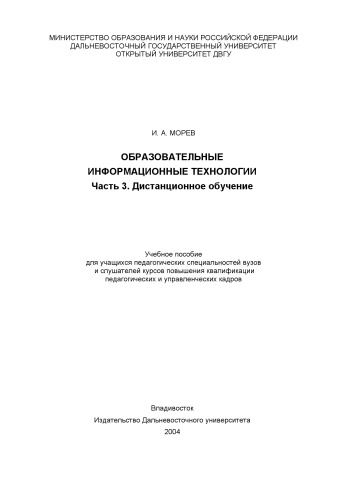 МИНИСТЕРСТВО ОБРАЗОВАНИЯ И НАУКИ РОССИЙСКОЙ ФЕДЕРАЦИИ
ДАЛЬНЕВОСТОЧНЫЙ ГОСУДАРСТВЕННЫЙ УНИВЕРСИТЕТ
ОТКРЫТЫЙ УНИВЕРСИТЕТ ДВГУ
И. А. МОРЕВ
ОБРАЗОВАТЕЛЬНЫЕ
ИНФОРМАЦИОННЫЕ ТЕХНОЛОГИИ
Часть 3. Дистанционное обучение
Учебное пособие
для учащихся педагогических специальностей вузов
и слушателей курсов повышения квалификации
педагогических и управленческих кадров
Владивосток
Издательство Дальневосточного университета
2004